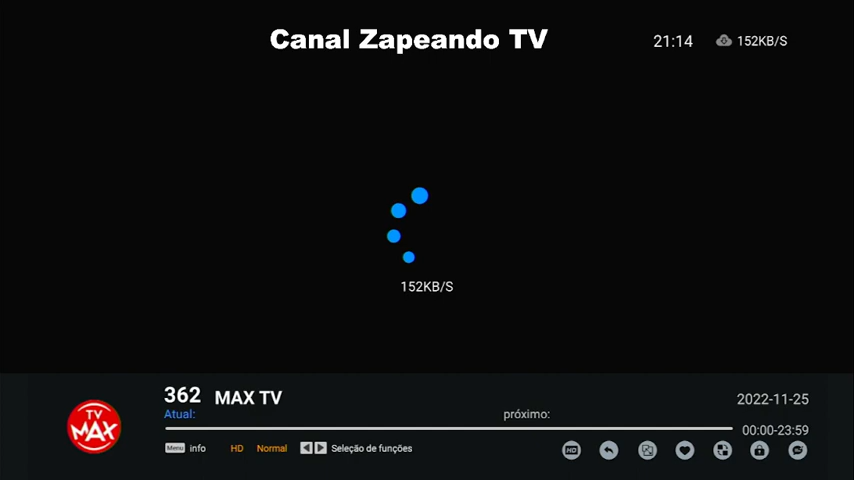 Canal Zapeando TV
21:14
152KB/S
152KB/S
362 MAX TV
2022-11-25
Atual:
próximo:
00:00-23:59
TV
MAX
Menu info HD Normal Seleção de funções
HD